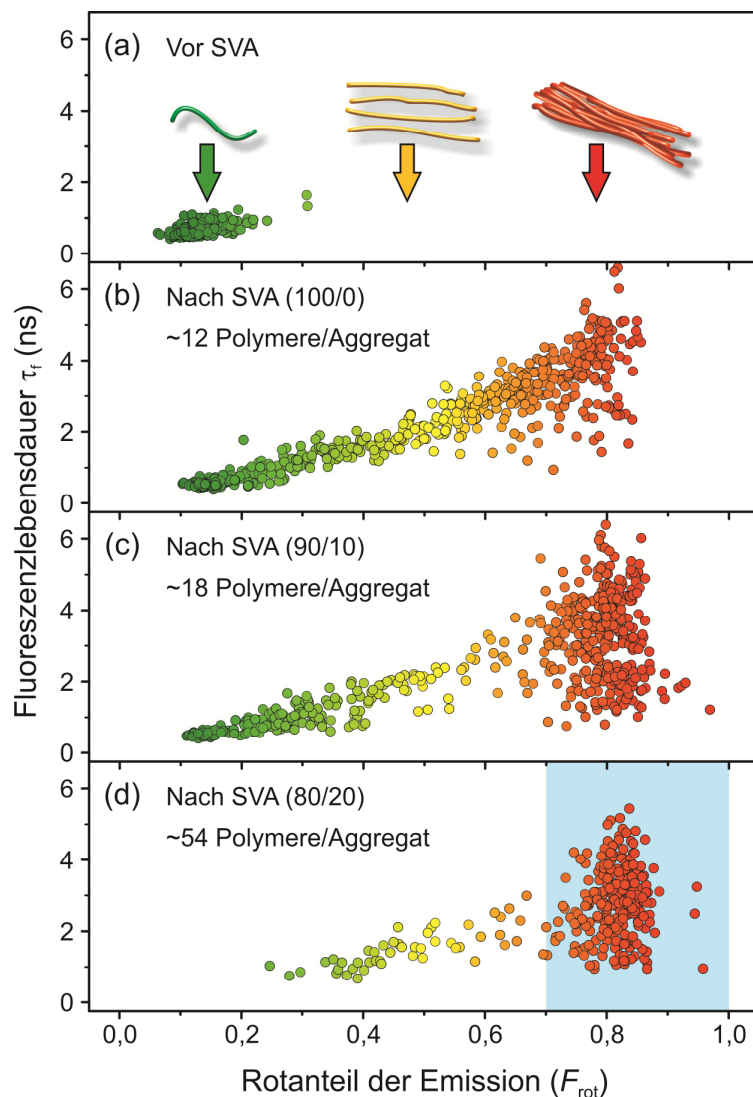 Fluoreszenzlebensdauer τf (ns)
(a) Vor SVA
6
4
2
0
(b) Nach SVA (100/0)
~12 Polymere/Aggregat
6
4
2
0
(c) Nach SVA (90/10)
~18 Polymere/Aggregat
6
4
2
0
(d) Nach SVA (80/20)
~54 Polymere/Aggregat
6
4
2
0
0,0 0,2 0,4 0,6 0,8 1,0
Rotanteil der Emission (Frot)